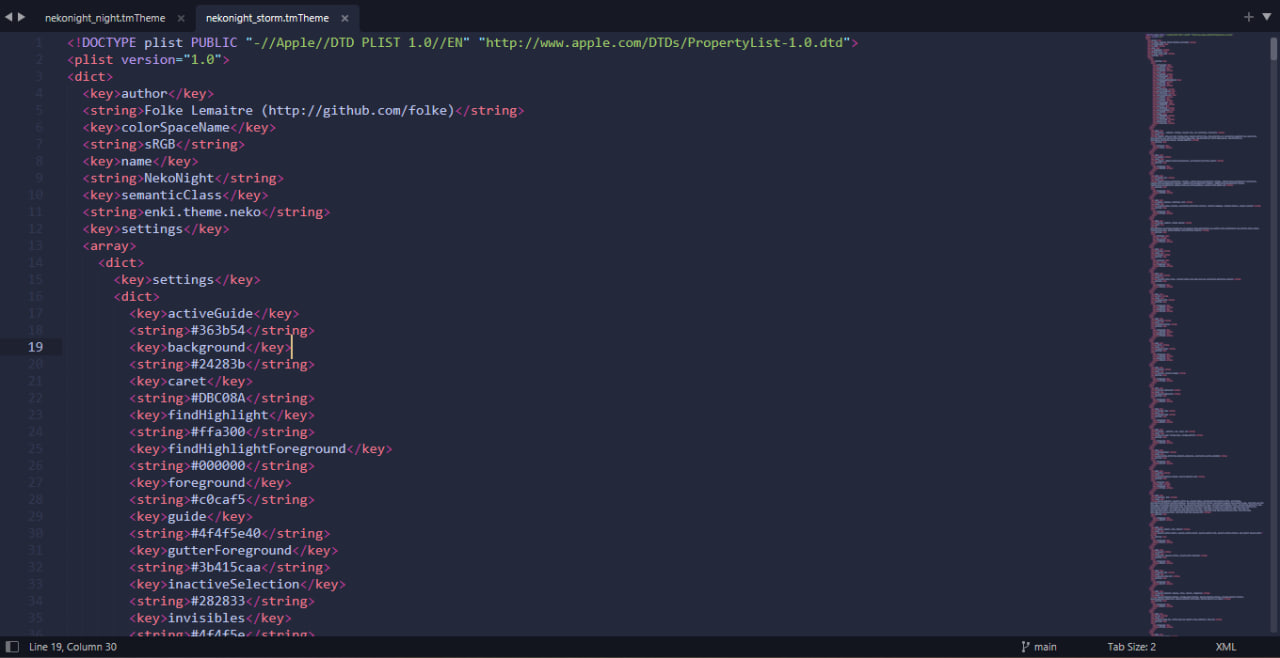 nekonight_night.tmTheme
nekonight_storm.tmTheme
1 <!DOCTYPE plist PUBLIC "-//Apple//DTD PLIST 1.0//EN" "http://www.apple.com/DTDs/PropertyList-1.0.dtd">
2 <plist version="1.0">
3 <dict>
4 <key>author</key>
5 <string>Folke Lemaitre (http://github.com/folke)</string>
6 <key>colorSpaceName</key>
7 <string>sRGB</string>
8 <key>name</key>
9 <string>NekoNight</string>
10 <key>semanticClass</key>
11 <string>enki.theme.neko</string>
12 <key>settings</key>
13 <array>
14 <dict>
15 <key>settings</key>
16 <dict>
17 <key>activeGuide</key>
18 <string>#363b54</string>
19 <key>background</key>
20 <string>#24283b</string>
21 <key>caret</key>
22 <string>#DBC08A</string>
23 <key>findHighlight</key>
24 <string>#ffa300</string>
25 <key>findHighlightForeground</key>
26 <string>#000000</string>
27 <key>foreground</key>
28 <string>#c0caf5</string>
29 <key>guide</key>
30 <string>#4f4f5e40</string>
31 <key>gutterForeground</key>
32 <string>#3b415caa</string>
33 <key>inactiveSelection</key>
34 <string>#282833</string>
35 <key>invisibles</key>
36 <string>#4f4f5e</string>
Line 19, Column 30
main
Tab Size: 2
XML